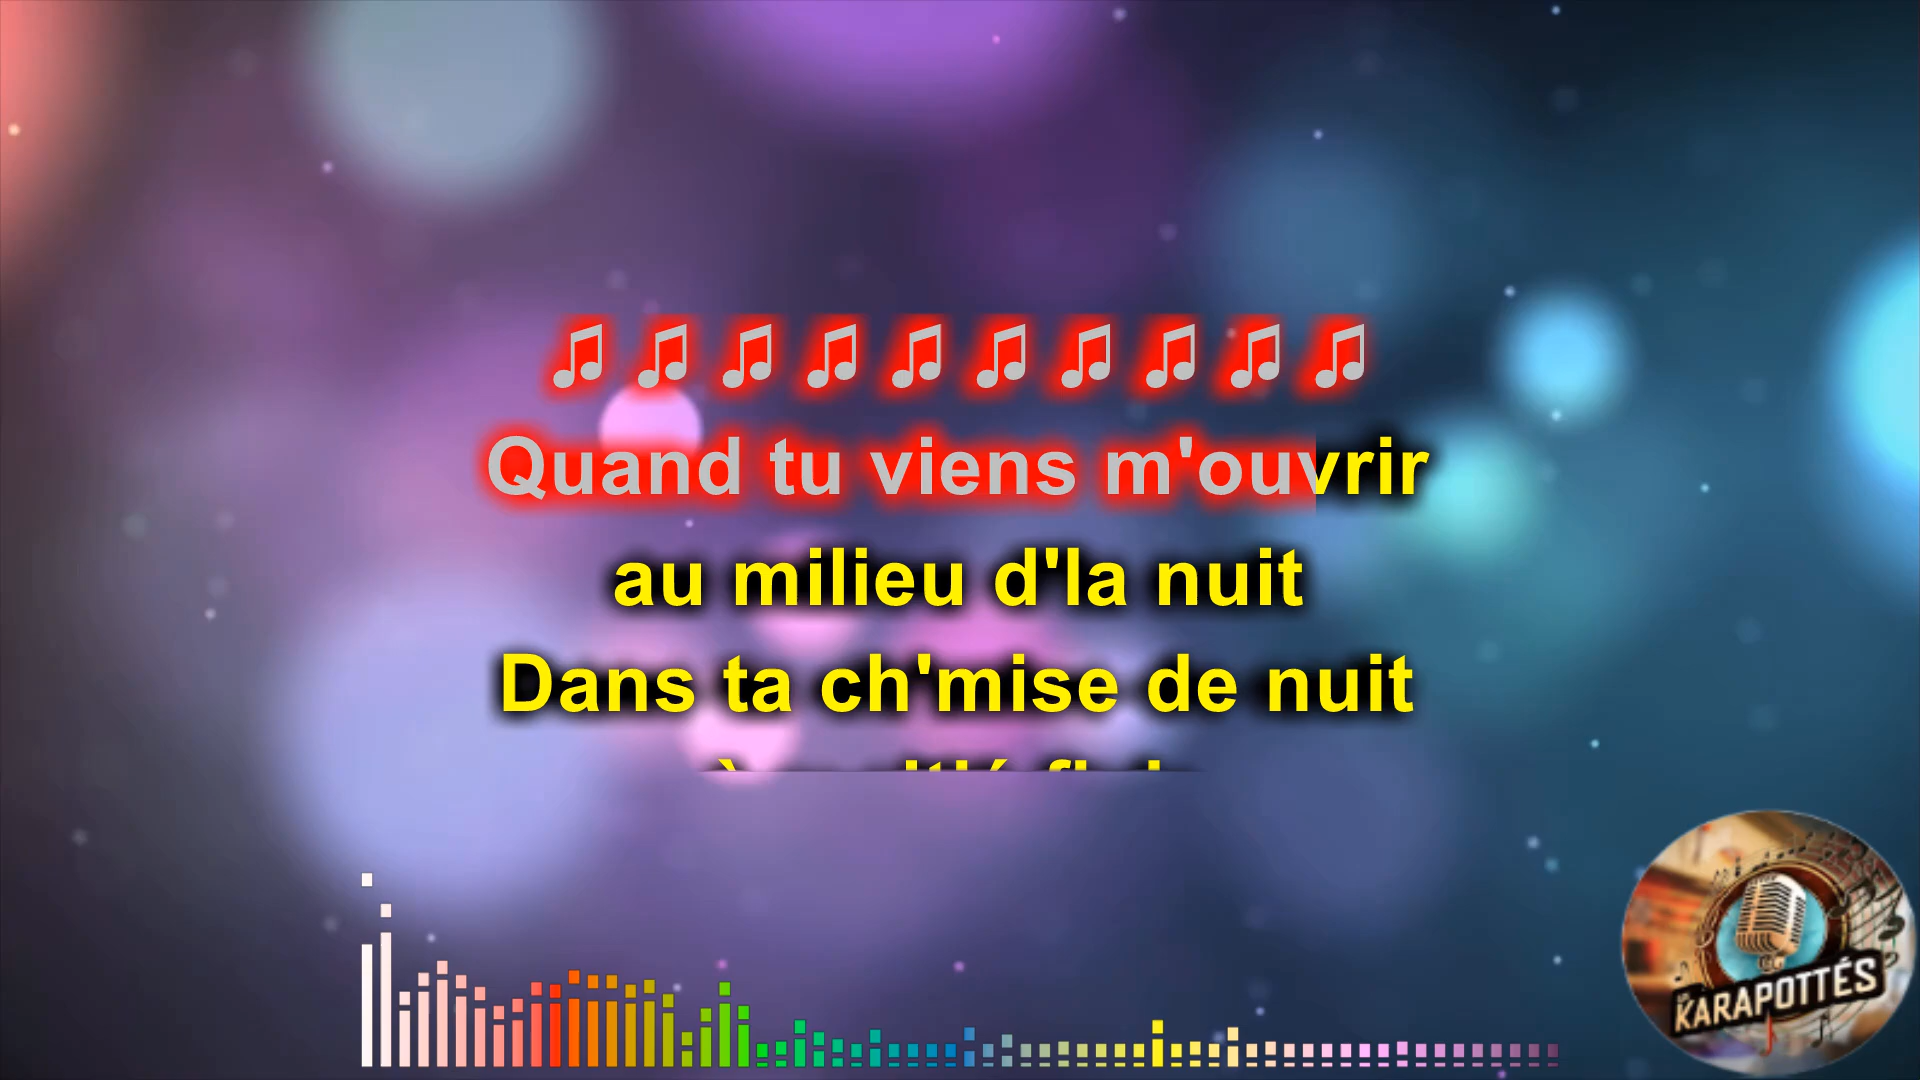 ♫ ♫ ♫ ♫ ♫ ♫ ♫ ♫ ♫ ♫
Quand tu viens m'ouvrir
au milieu d'la nuit
Dans ta ch'mise de nuit
KARAPOTTÉS